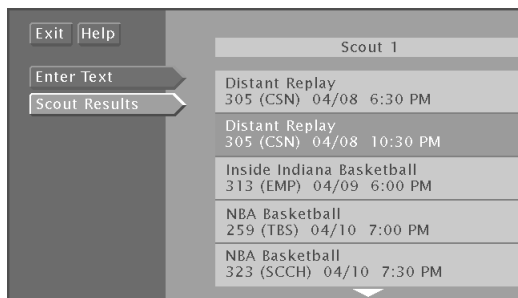 Exit Help
Scout 1
Enter Text
Scout Results
Distant Replay
305 (CSN) 04/08 6:30 PM
Distant Replay
305 (CSN) 04/08 10:30 PM
Inside Indiana Basketball
313 (EMP) 04/09 6:00 PM
NBA Basketball
259 (TBS) 04/10 7:00 PM
NBA Basketball
323 (SCCH) 04/10 7:30 PM